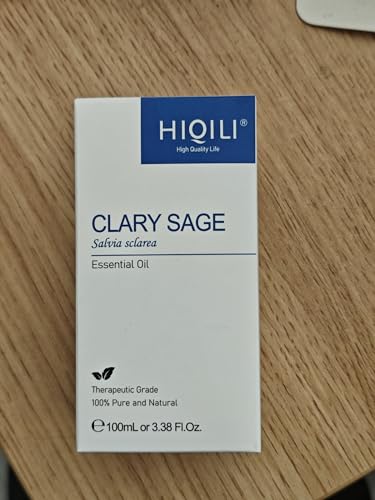 HIQILI®
High Quality Life
CLARY SAGE
Salvia sclarea
Essential Oil
Therapeutic Grade
100% Pure and Natural
℮100mL or 3.38 Fl.Oz.